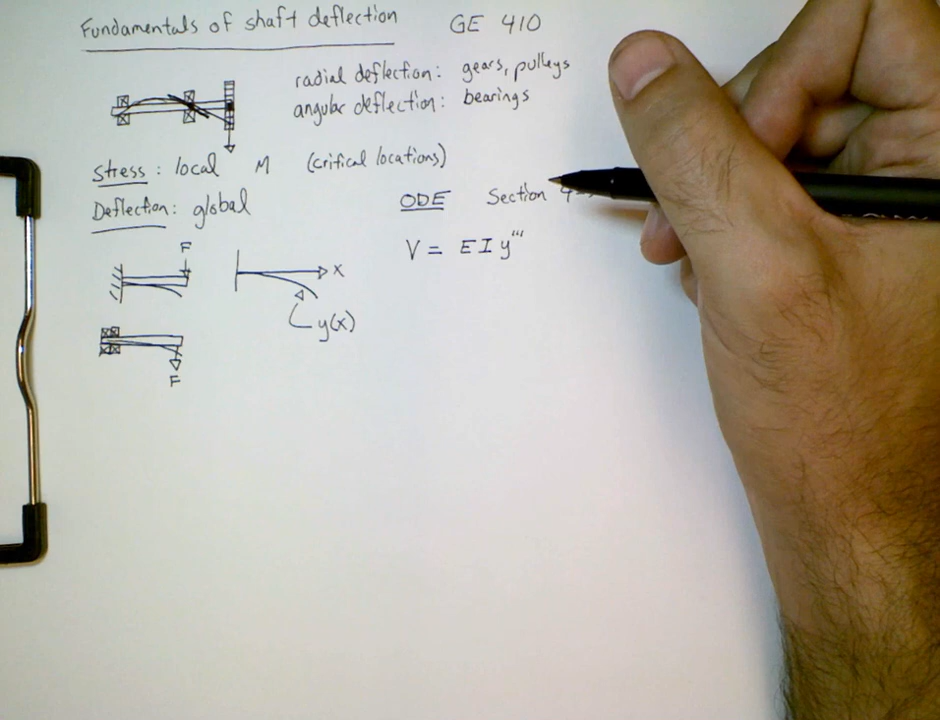 Fundamentals of shaft deflection GE 410
radial deflection: gears, pulleys
angular deflection: bearings
Stress: local M (critical locations)
Deflection: global
ODE Section
V = EIy'''
F
x
y(x)
F